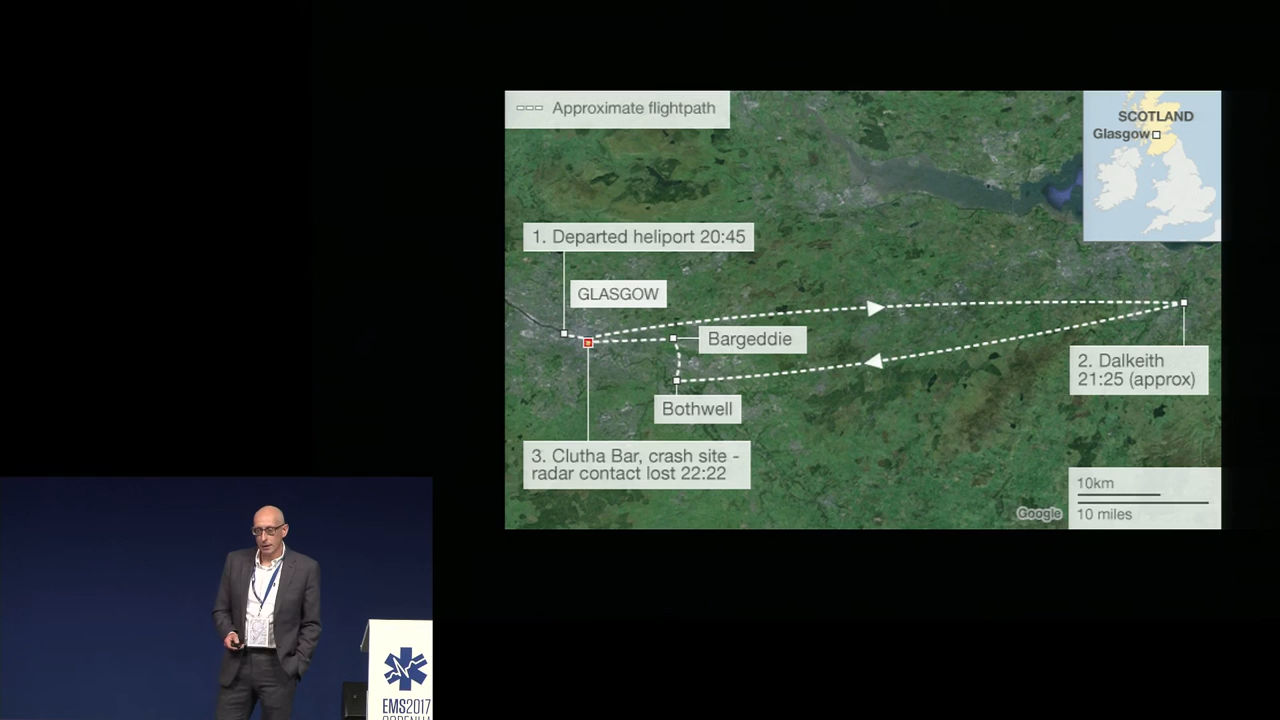 Approximate flightpath
SCOTLAND
Glasgow
1. Departed heliport 20:45
GLASGOW
Bargeddie
2. Dalkeith
21:25 (approx)
Bothwell
3. Clutha Bar, crash site -
radar contact lost 22:22
10km
Google
10 miles
EMS2017